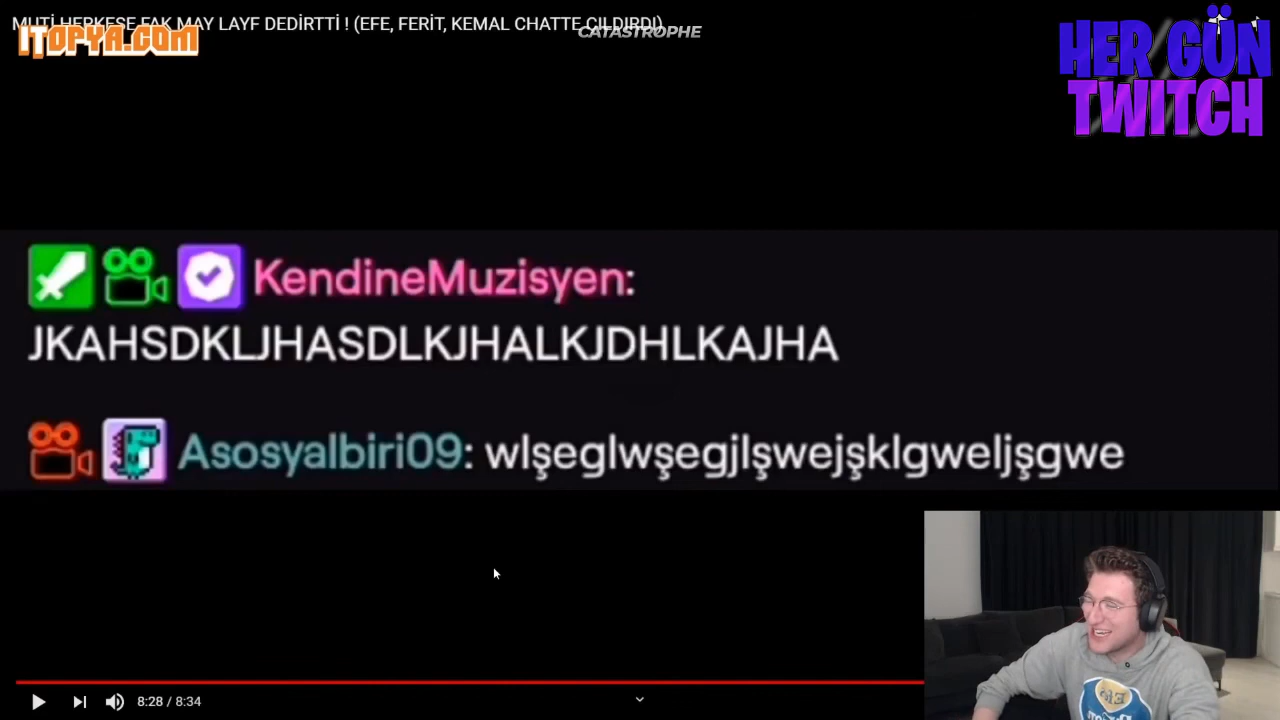 MUTİ HERKESE FAK MAY LAYF DEDİRTTİ ! (EFE, FERİT, KEMAL CHATTE ÇILDIRDI)
iTOPYA.COM
CATASTROPHE
HER GÜN
TWITCH
KendineMuzisyen:
JKAHSDKLJHASDLKJHALKJDHLKAJHA
Asosyalbiri09: wlşeglwşegjlşwejşklgweljşgwe
8:28 / 8:34